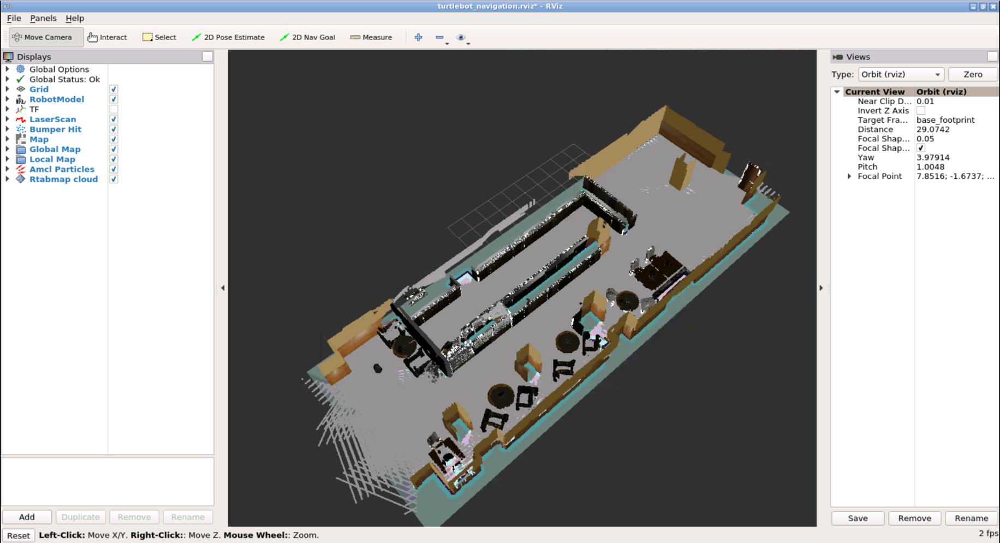 turtlebot_navigation.rviz* - RViz
File Panels Help
Move Camera Interact Select 2D Pose Estimate 2D Nav Goal Measure
Displays
Global Options
Global Status: Ok
Grid
RobotModel
TF
LaserScan
Bumper Hit
Map
Global Map
Local Map
Amcl Particles
Rtabmap cloud
Add Duplicate Remove Rename
Views
Type: Orbit (rviz) Zero
Current View Orbit (rviz)
Near Clip D... 0.01
Invert Z Axis
Target Fra... base_footprint
Distance 29.0742
Focal Shap... 0.05
Focal Shap...
Yaw 3.97914
Pitch 1.0048
Focal Point 7.8516; -1.6737; ...
Save Remove Rename
Reset Left-Click: Move X/Y. Right-Click:: Move Z. Mouse Wheel:: Zoom. 2 fps